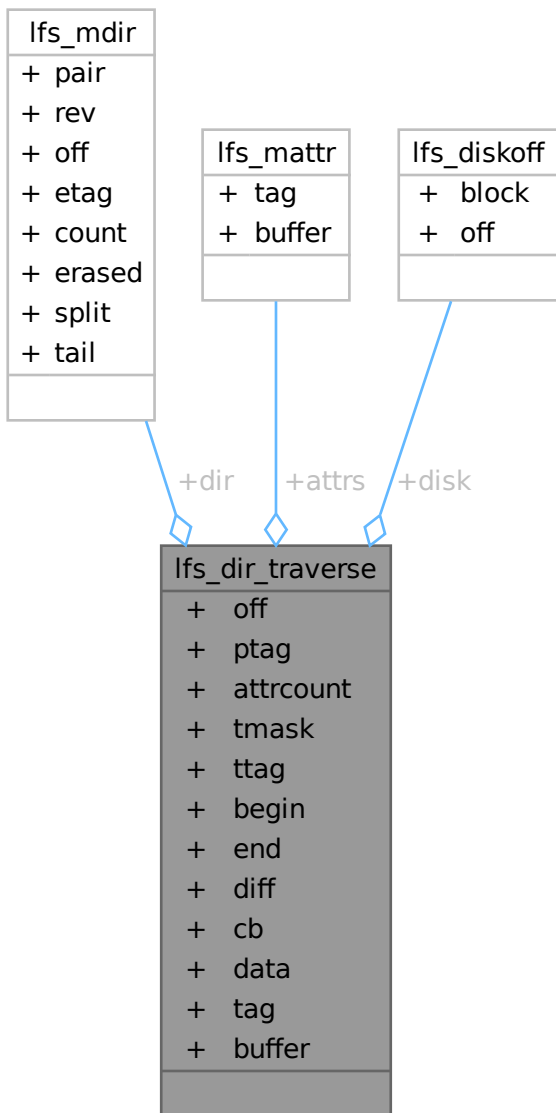 lfs_mdir
+ pair
+ rev
+ off
+ etag
+ count
+ erased
+ split
+ tail
lfs_mattr
+ tag
+ buffer
lfs_diskoff
+ block
+ off
+dir
+attrs
+disk
lfs_dir_traverse
+ off
+ ptag
+ attrcount
+ tmask
+ ttag
+ begin
+ end
+ diff
+ cb
+ data
+ tag
+ buffer